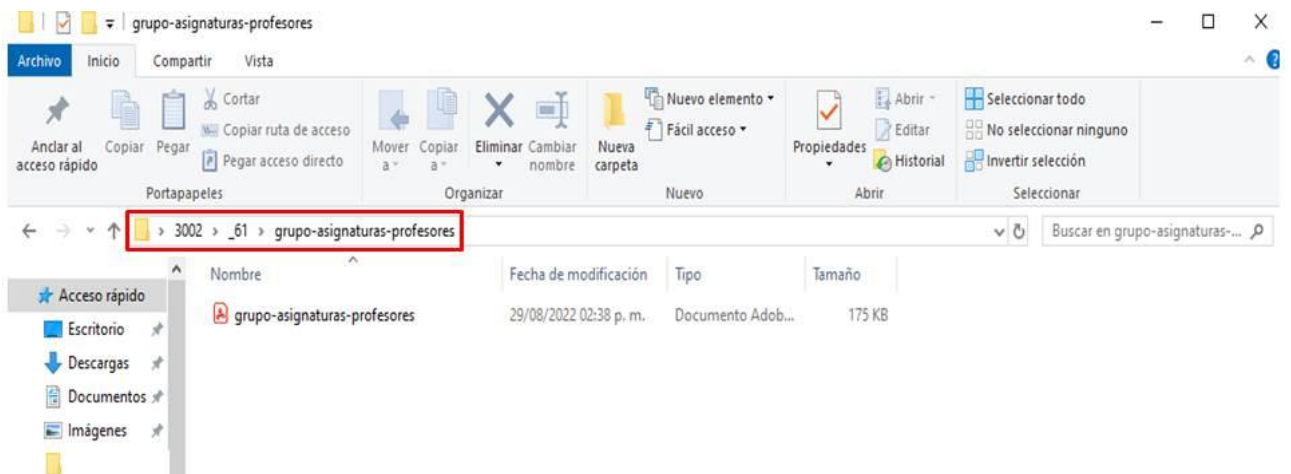 grupo-asignaturas-profesores
Archivo Inicio Compartir Vista
Anclar al acceso rápido
Copiar
Pegar
Cortar
Copiar ruta de acceso
Pegar acceso directo
Portapapeles
Mover a
Copiar a
Eliminar
Cambiar nombre
Organizar
Nueva carpeta
Nuevo elemento
Fácil acceso
Nuevo
Propiedades
Abrir
Editar
Historial
Abrir
Seleccionar todo
No seleccionar ninguno
Invertir selección
Seleccionar
> 3002 > _61 > grupo-asignaturas-profesores
Buscar en grupo-asignaturas-...
Nombre Fecha de modificación Tipo Tamaño
grupo-asignaturas-profesores 29/08/2022 02:38 p. m. Documento Adob... 175 KB
Acceso rápido
Escritorio
Descargas
Documentos
Imágenes